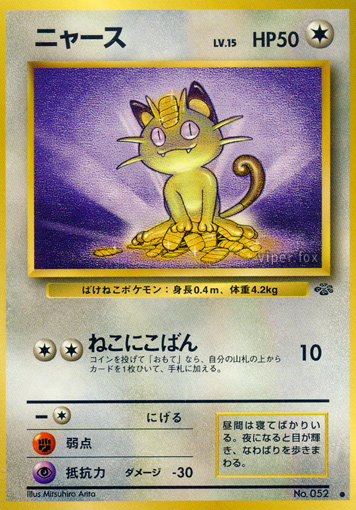 ニャース LV.15 HP50
viper.fox
ばけねこポケモン：身長0.4m、体重4.2kg
ねこにこばん 10
コインを投げて「おもて」なら、自分の山札の上から
カードを1枚ひいて、手札に加える。
ー にげる
弱点
抵抗力 ダメージ -30
昼間は寝てばかりい
る。夜になると目が輝
き、なわばりを歩きま
わる。
Illus. Mitsuhiro Arita
No. 052